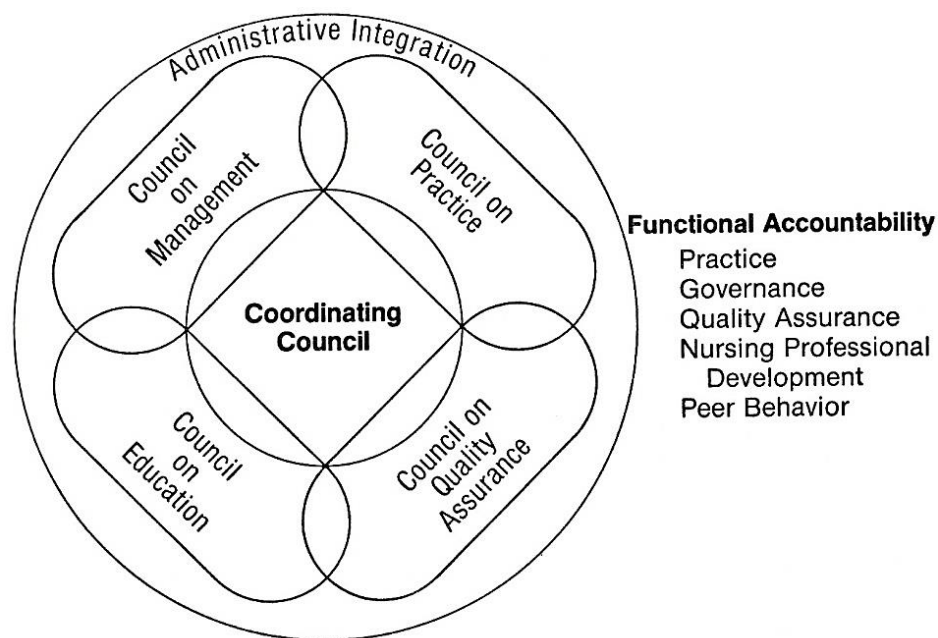 Administrative Integration
Council
on
Management
Council on
Practice
Coordinating
Council
Council
on
Education
Council on
Quality
Assurance
Functional Accountability
Practice
Governance
Quality Assurance
Nursing Professional
Development
Peer Behavior